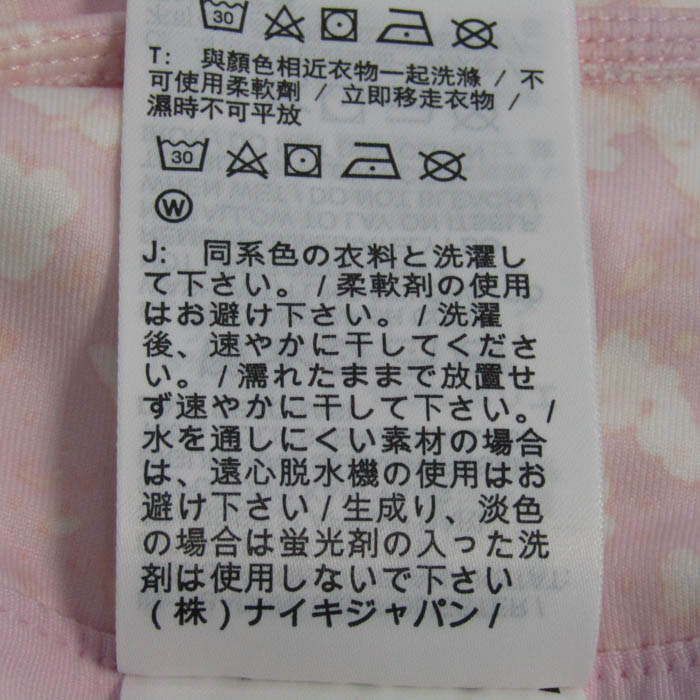 30
T: 與顏色相近衣物一起洗滌 / 不
可使用柔軟劑 / 立即移走衣物 /
濕時不可平放
30
W
J: 同系色の衣料と洗濯し
て下さい。/ 柔軟剤の使用
はお避け下さい。/ 洗濯
後、速やかに干してくださ
い。/ 濡れたままで放置せ
ず速やかに干して下さい。/
水を通しにくい素材の場合
は、遠心脱水機の使用はお
避け下さい / 生成り、淡色
の場合は蛍光剤の入った洗
剤は使用しないで下さい
(株) ナイキジャパン /